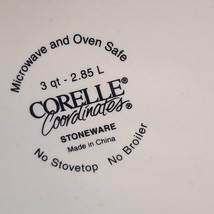 Microwave and Oven Safe
3 qt - 2.85 L
CORELLE®
Coordinates®
STONEWARE
Made in China
No Stovetop No Broiler